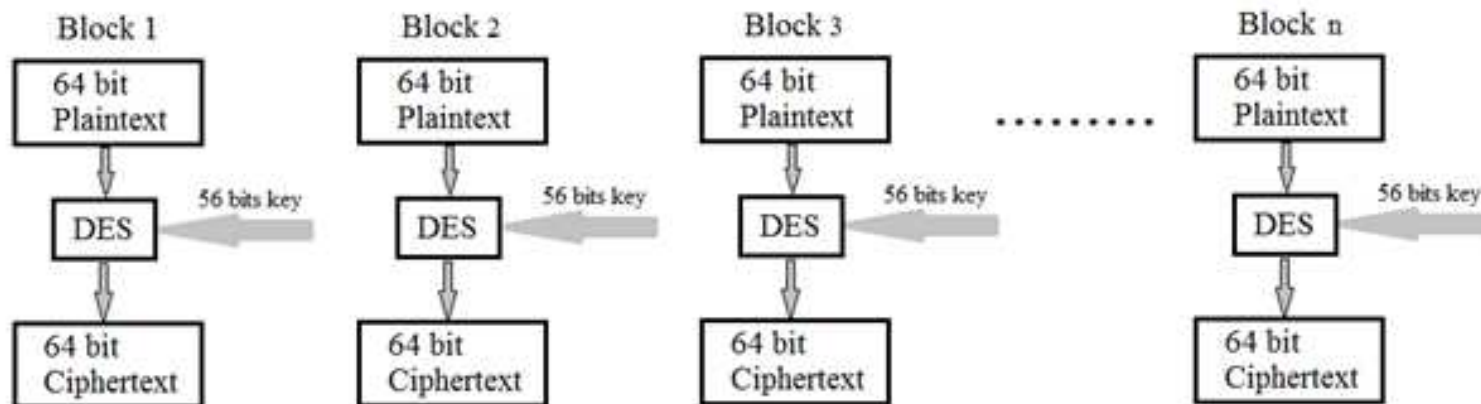 Block 1
64 bit
Plaintext
56 bits key
DES
64 bit
Ciphertext
Block 2
64 bit
Plaintext
56 bits key
DES
64 bit
Ciphertext
Block 3
64 bit
Plaintext
56 bits key
DES
64 bit
Ciphertext
.........
Block n
64 bit
Plaintext
56 bits key
DES
64 bit
Ciphertext